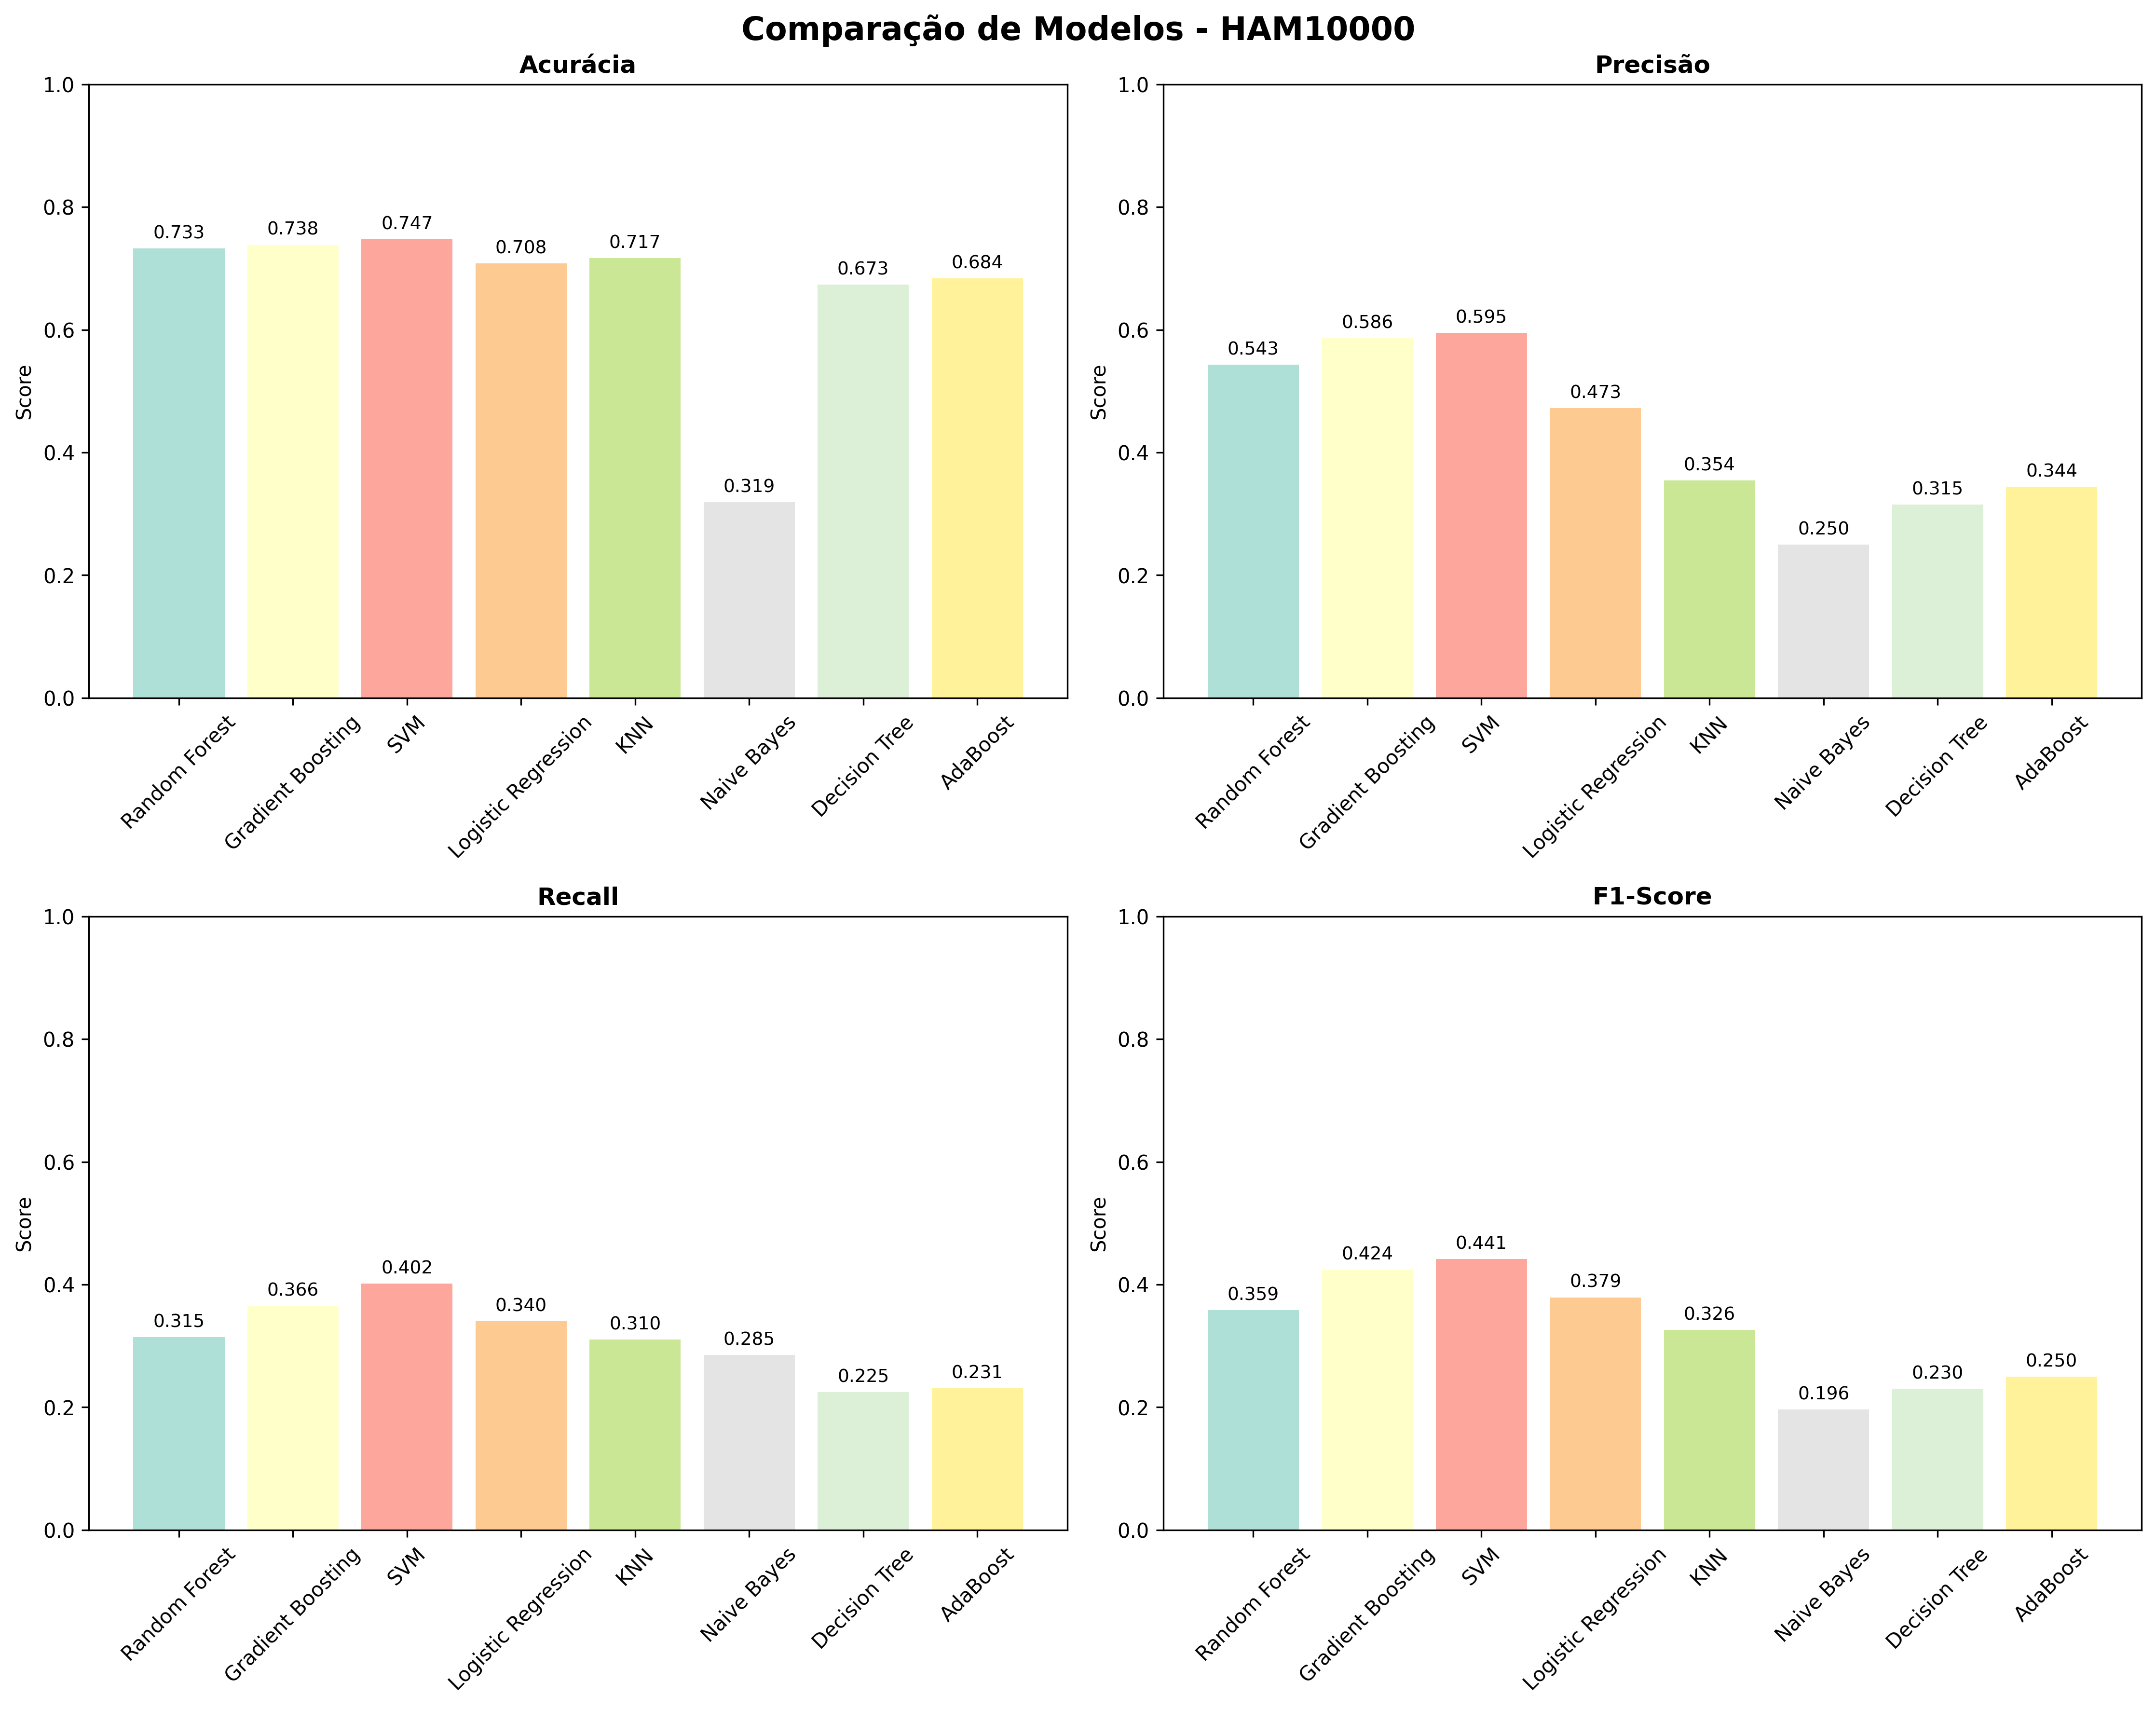 Comparação de Modelos - HAM10000
Acurácia
1.0
0.8
0.6
0.4
0.2
0.0
Score
0.733
0.738
0.747
0.708
0.717
0.319
0.673
0.684
Random Forest
Gradient Boosting
SVM
Logistic Regression
KNN
Naive Bayes
Decision Tree
AdaBoost
Precisão
1.0
0.8
0.6
0.4
0.2
0.0
Score
0.543
0.586
0.595
0.473
0.354
0.250
0.315
0.344
Random Forest
Gradient Boosting
SVM
Logistic Regression
KNN
Naive Bayes
Decision Tree
AdaBoost
Recall
1.0
0.8
0.6
0.4
0.2
0.0
Score
0.315
0.366
0.402
0.340
0.310
0.285
0.225
0.231
Random Forest
Gradient Boosting
SVM
Logistic Regression
KNN
Naive Bayes
Decision Tree
AdaBoost
F1-Score
1.0
0.8
0.6
0.4
0.2
0.0
Score
0.359
0.424
0.441
0.379
0.326
0.196
0.230
0.250
Random Forest
Gradient Boosting
SVM
Logistic Regression
KNN
Naive Bayes
Decision Tree
AdaBoost